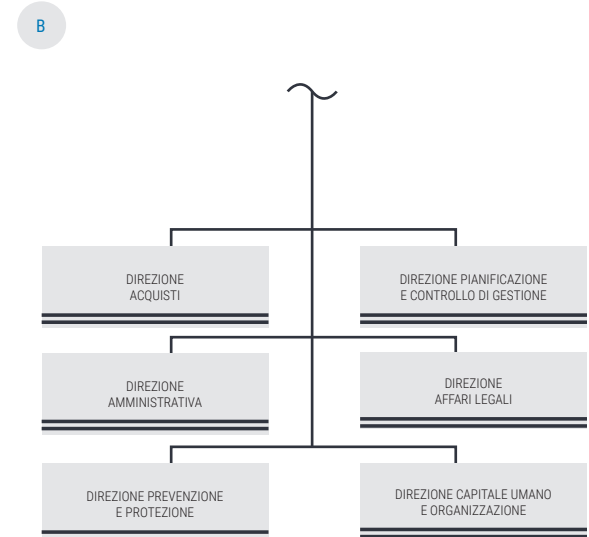 B
DIREZIONE
ACQUISTI
DIREZIONE PIANIFICAZIONE
E CONTROLLO DI GESTIONE
DIREZIONE
AMMINISTRATIVA
DIREZIONE
AFFARI LEGALI
DIREZIONE PREVENZIONE
E PROTEZIONE
DIREZIONE CAPITALE UMANO
E ORGANIZZAZIONE